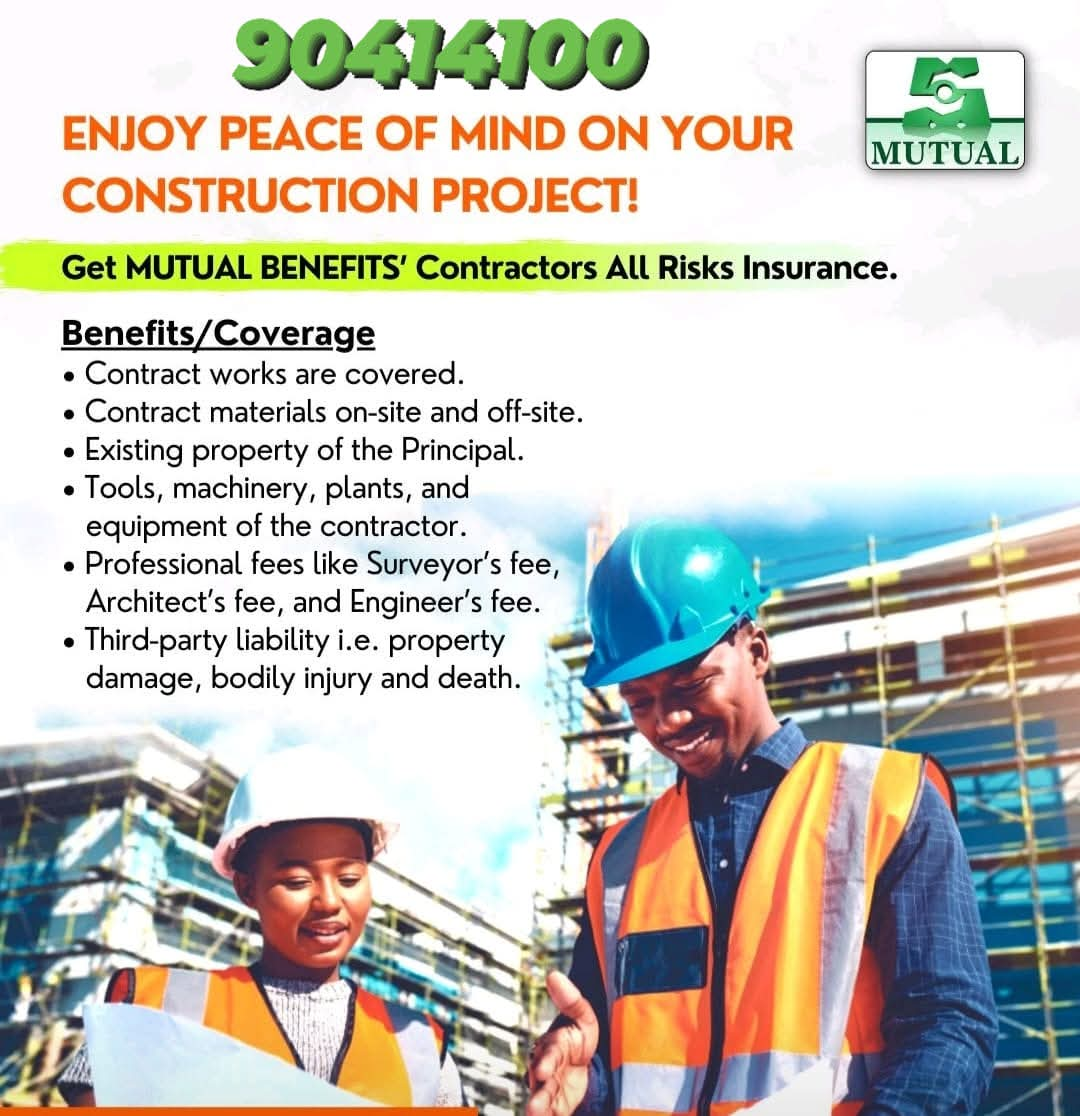 90414100
ENJOY PEACE OF MIND ON YOUR
CONSTRUCTION PROJECT!
MUTUAL
Get MUTUAL BENEFITS' Contractors All Risks Insurance.
Benefits/Coverage
• Contract works are covered.
• Contract materials on-site and off-site.
• Existing property of the Principal.
• Tools, machinery, plants, and
equipment of the contractor.
• Professional fees like Surveyor's fee,
Architect's fee, and Engineer's fee.
• Third-party liability i.e. property
damage, bodily injury and death.